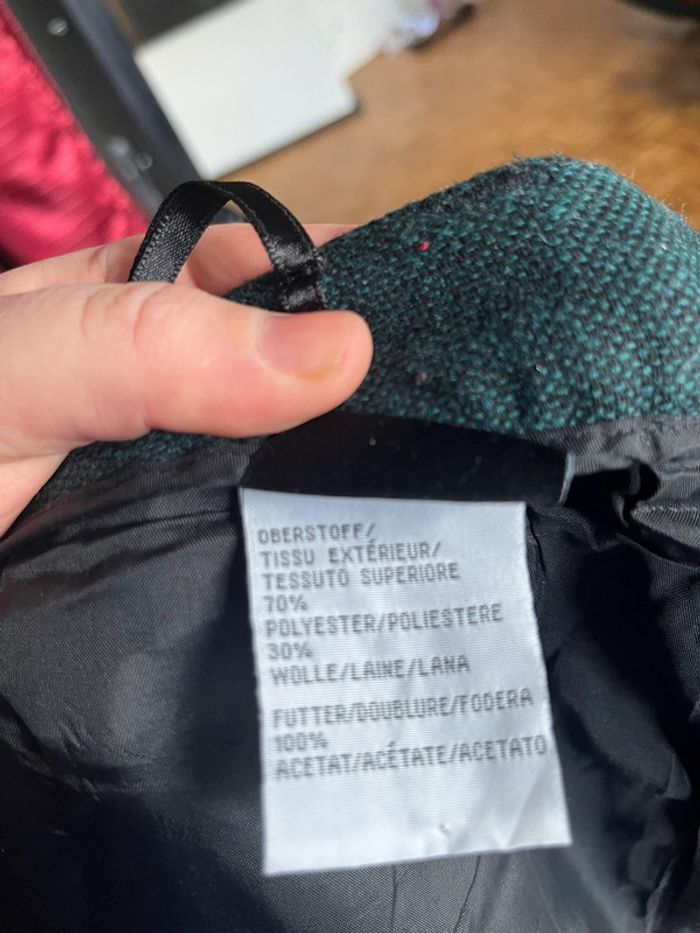 OBERSTOFF/
TISSU EXTÉRIEUR/
TESSUTO SUPERIORE
70%
POLYESTER/POLIESTERE
30%
WOLLE/LAINE/LANA
FUTTER/DOUBLURE/FODERA
100%
ACETAT/ACÉTATE/ACETATO